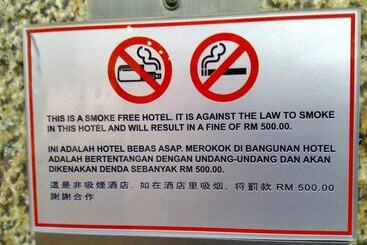 THIS IS A SMOKE FREE HOTEL. IT IS AGAINST THE LAW TO SMOKE
IN THIS HOTEL AND WILL RESULT IN A FINE OF RM 500.00.
INI ADALAH HOTEL BEBAS ASAP. MEROKOK DI BANGUNAN HOTEL
ADALAH BERTENTANGAN DENGAN UNDANG-UNDANG DAN AKAN
DIKENAKAN DENDA SEBANYAK RM 500.00.
這是非吸煙酒店, 如在酒店里吸烟, 将罰款 RM 500.00
謝謝合作